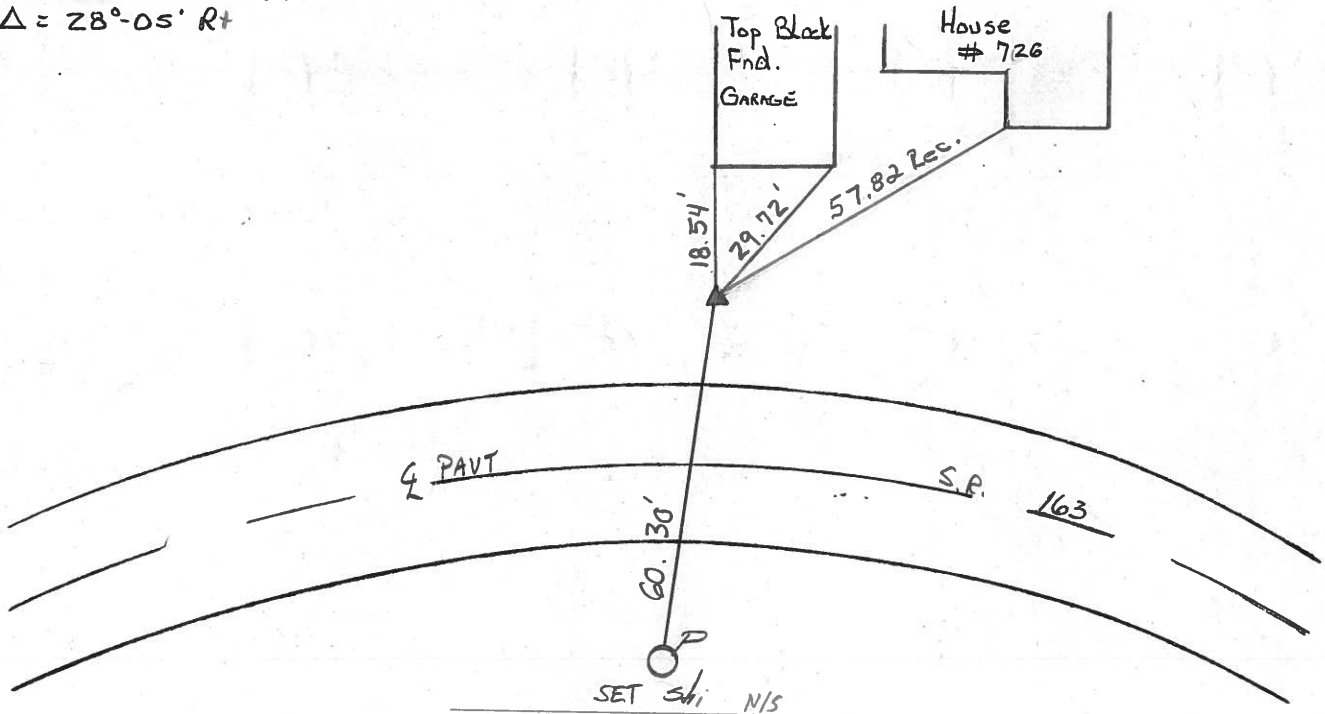 Δ = 28°-05' Rt
Top Block
Fnd.
GARAGE
House
# 726
18.54'
29.72'
57.82 Rec.
℄ PAVT
S.R. 163
60.30'
SET
N/S